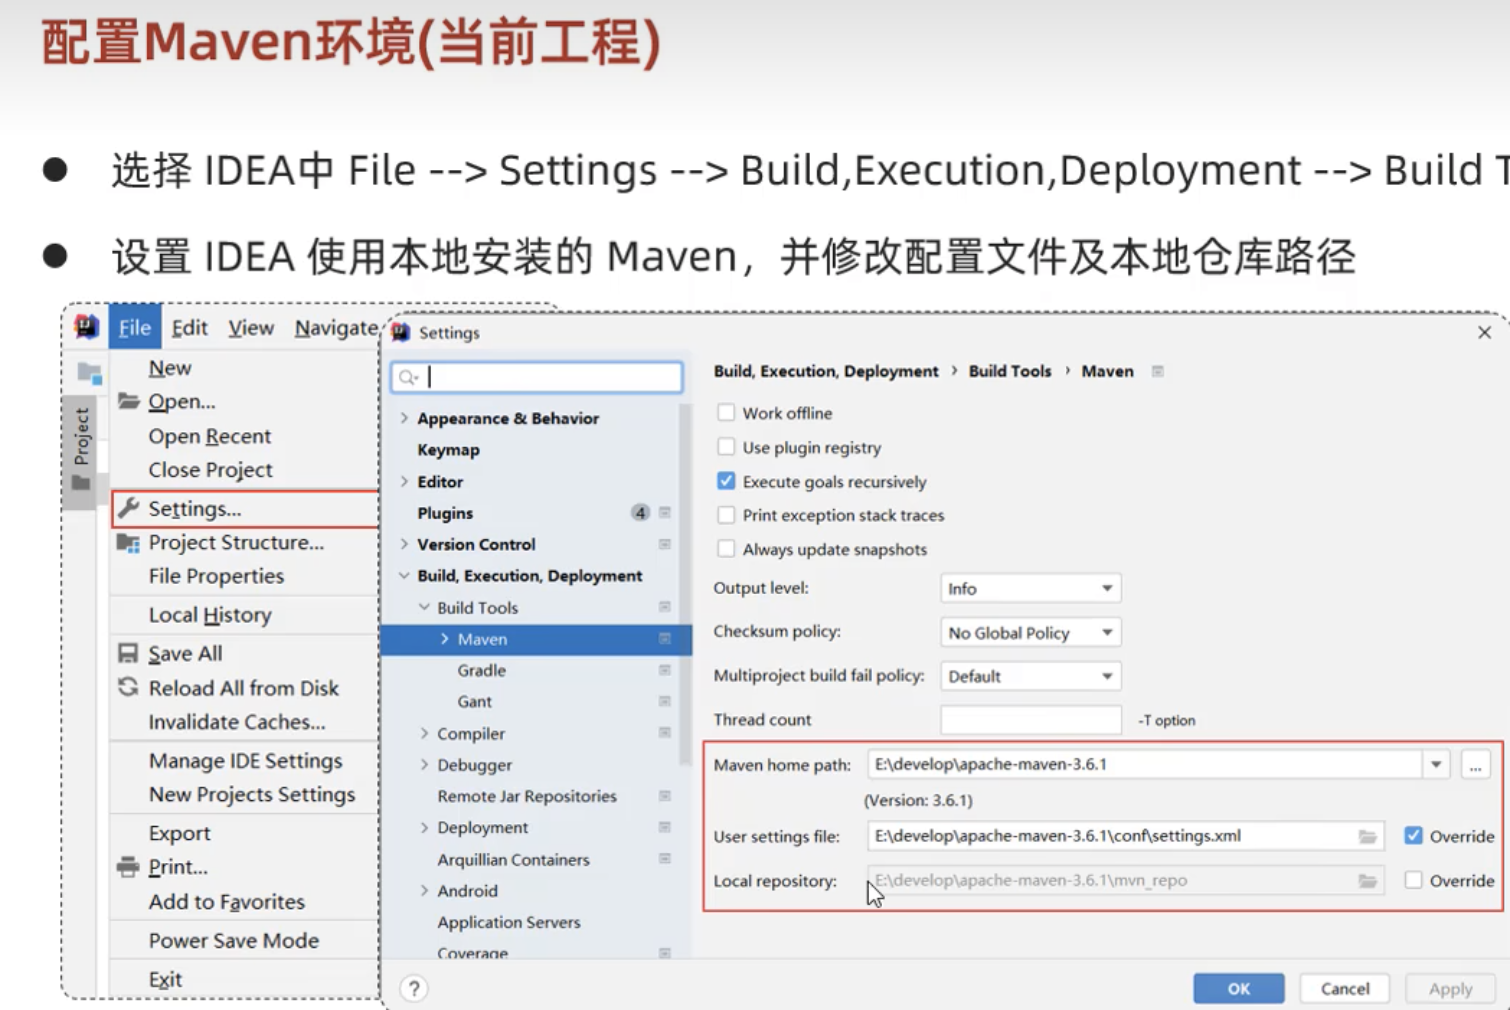 配置Maven环境(当前工程)
● 选择 IDEA中 File --> Settings --> Build,Execution,Deployment --> Build
● 设置 IDEA 使用本地安装的 Maven，并修改配置文件及本地仓库路径
File Edit View Navigate
Project
New
Open...
Open Recent
Close Project
Settings...
Project Structure...
File Properties
Local History
Save All
Reload All from Disk
Invalidate Caches...
Manage IDE Settings
New Projects Settings
Export
Print...
Add to Favorites
Power Save Mode
Exit
Settings
Appearance & Behavior
Keymap
Editor
Plugins 4
Version Control
Build, Execution, Deployment
Build Tools
Maven
Gradle
Gant
Compiler
Debugger
Remote Jar Repositories
Deployment
Arquillian Containers
Android
Application Servers
Coverage
Build, Execution, Deployment › Build Tools › Maven
Work offline
Use plugin registry
Execute goals recursively
Print exception stack traces
Always update snapshots
Output level: Info
Checksum policy: No Global Policy
Multiproject build fail policy: Default
Thread count -T option
Maven home path: E:\develop\apache-maven-3.6.1 ...
(Version: 3.6.1)
User settings file: E:\develop\apache-maven-3.6.1\conf\settings.xml Override
Local repository: E:\develop\apache-maven-3.6.1\mvn_repo Override
? OK Cancel Apply